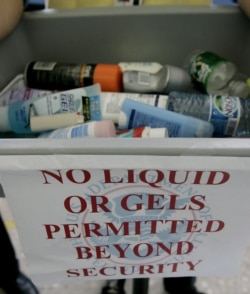 NO LIQUID
OR GELS
PERMITTED
BEYOND
SECURITY